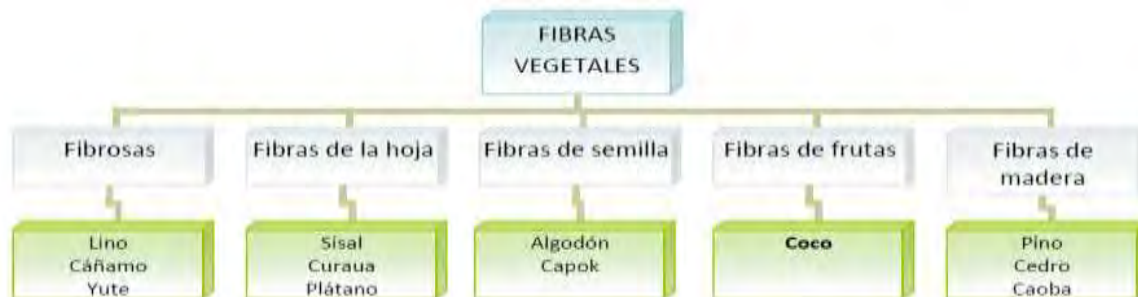 FIBRAS
VEGETALES
Fibrosas
Fibras de la hoja
Fibras de semilla
Fibras de frutas
Fibras de
madera
Lino
Cáñamo
Yute
Sisal
Curaua
Plátano
Algodón
Capok
Coco
Pino
Cedro
Caoba